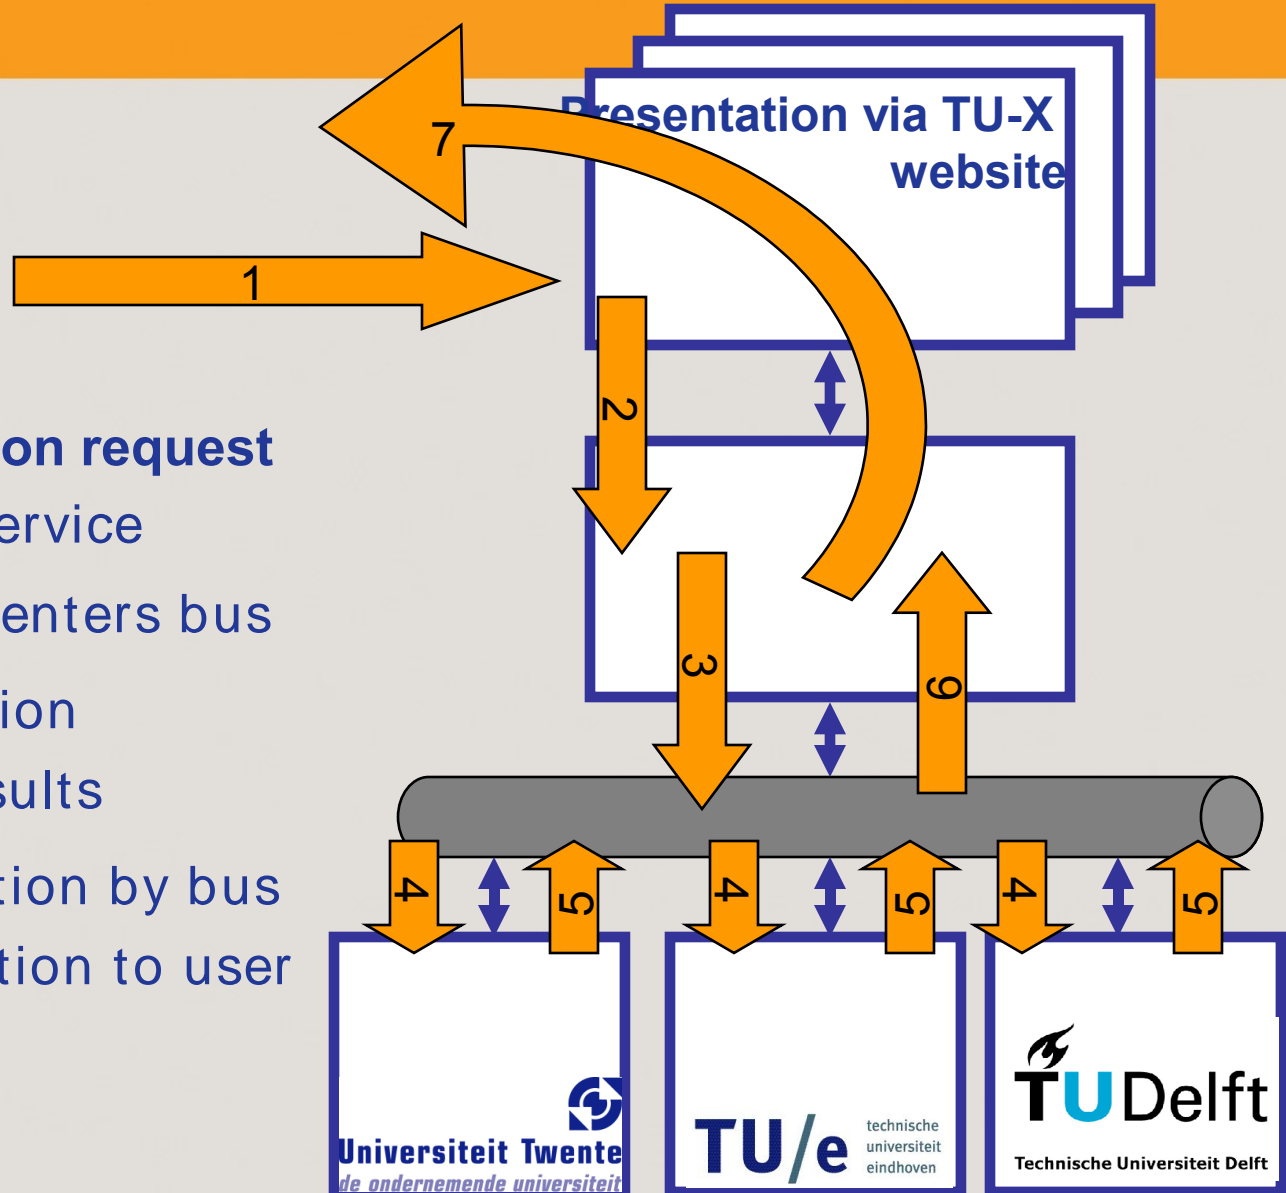 Presentation via TU-X
website
7
1
2
on request
ervice
enters bus
3
6
ion
sults
tion by bus
4
5
4
5
4
5
tion to user
Universiteit Twente
de ondernemende universiteit
TU/e
technische
universiteit
eindhoven
TUDelft
Technische Universiteit Delft